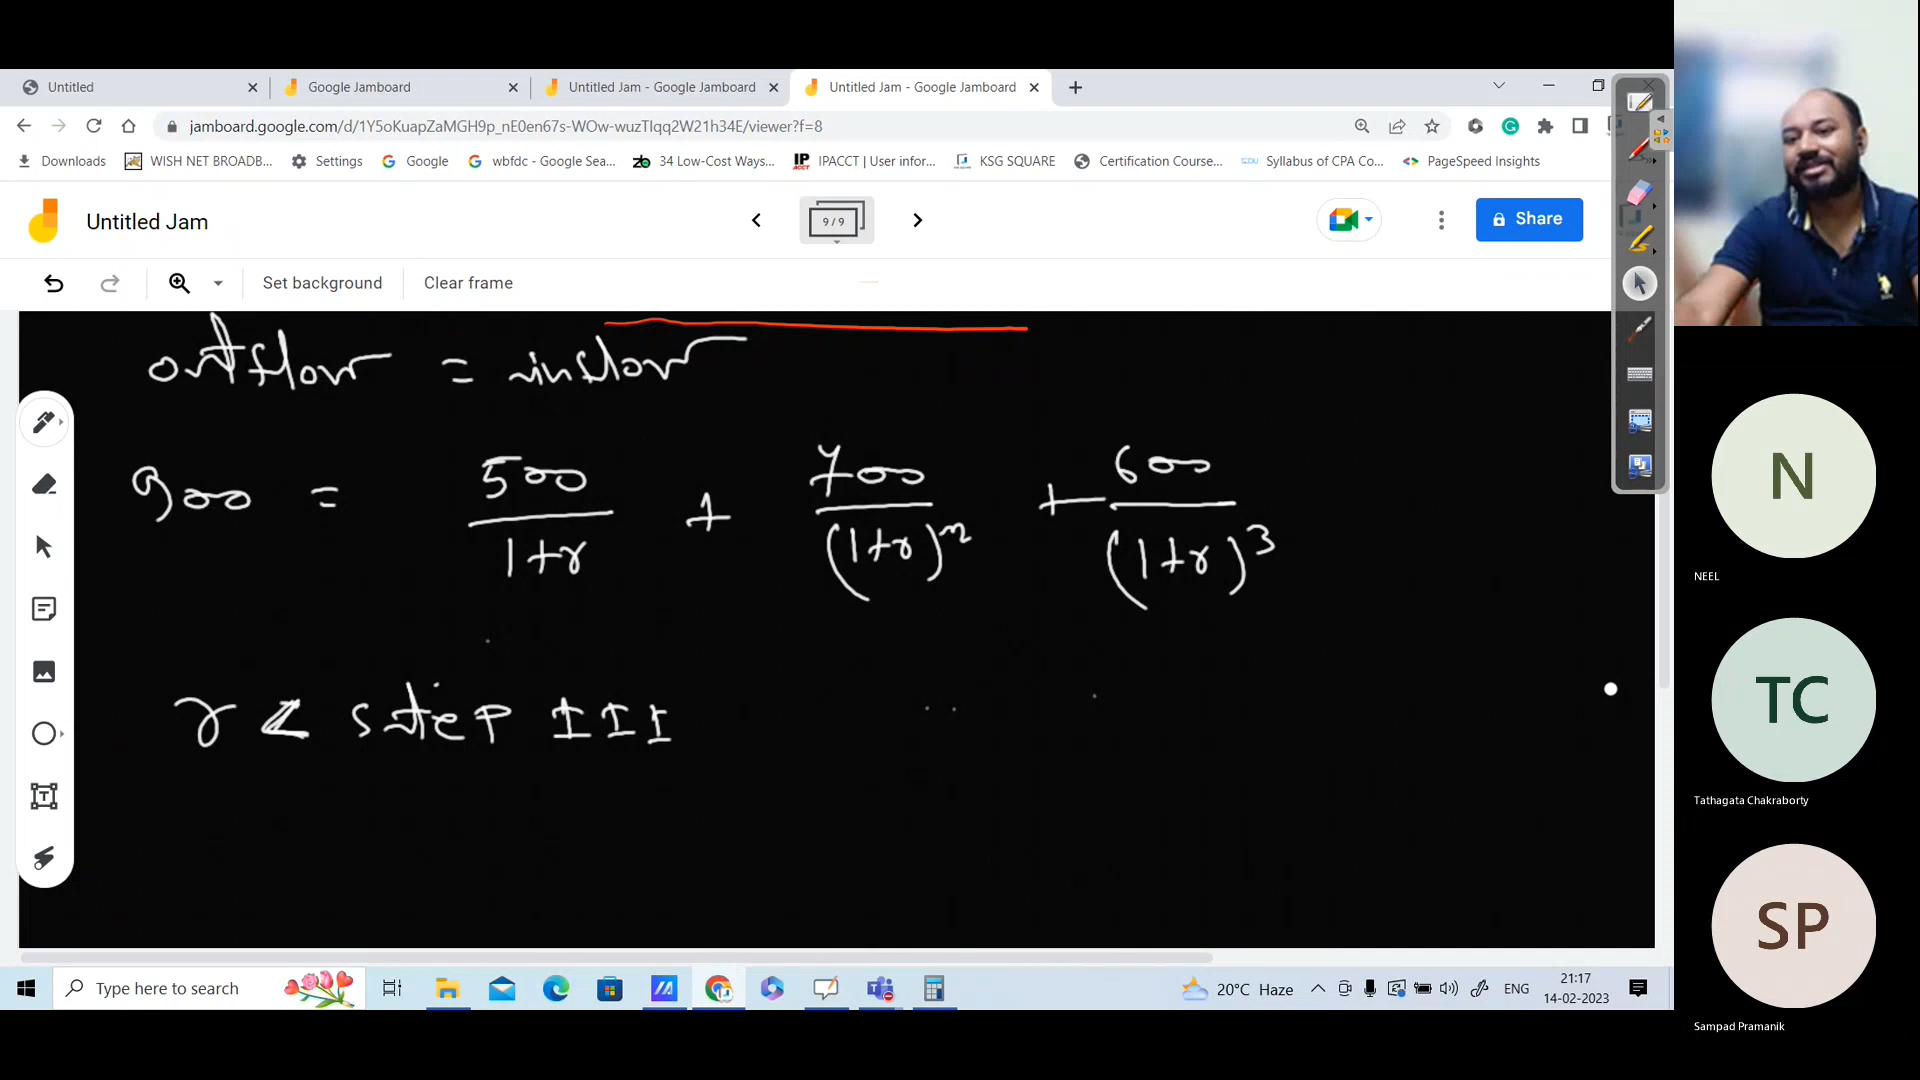 Untitled
Google Jamboard
Untitled Jam - Google Jamboard
Untitled Jam - Google Jamboard
jamboard.google.com/d/1Y5oKuapZaMGH9p_nE0en67s-WOw-wuzTIqq2W21h34E/viewer?f=8
Downloads WISH NET BROADB... Settings Google wbfdc - Google Sea... 34 Low-Cost Ways... IPACCT | User infor... KSG SQUARE Certification Course... Syllabus of CPA Co... PageSpeed Insights
Untitled Jam
9 / 9
Share
Set background
Clear frame
outflow = inflow
900 = 500/1+r + 700/(1+r)^2 + 600/(1+r)^3
r < step III
N
NEEL
TC
Tathagata Chakraborty
SP
Sampad Pramanik
Type here to search
20°C Haze
ENG
21:17
14-02-2023